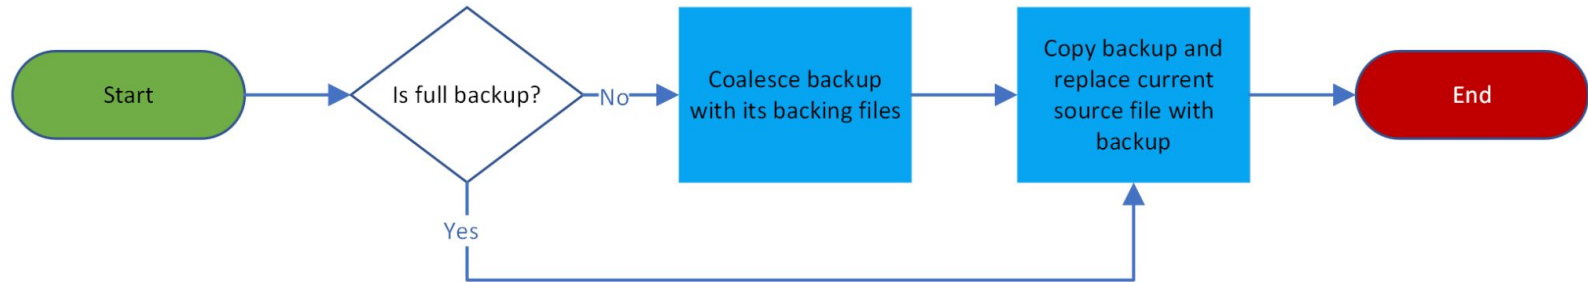 Start
Is full backup?
No
Yes
Coalesce backup
with its backing files
Copy backup and
replace current
source file with
backup
End